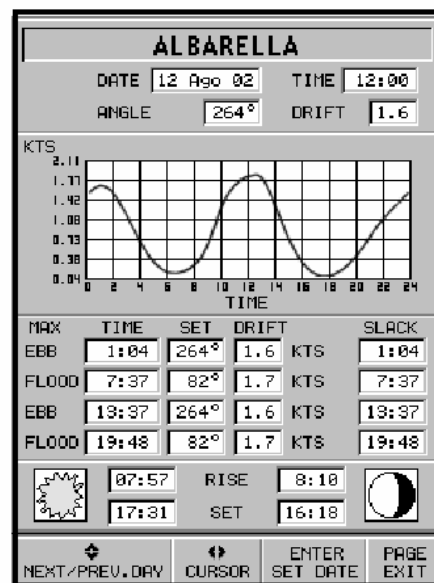 ALBARELLA
DATE 12 Ago 02 TIME 12:00
ANGLE 264° DRIFT 1.6
KTS
2.11
1.77
1.42
1.08
0.73
0.38
0.04
0 2 4 6 8 10 12 14 16 18 20 22 24
TIME
MAX TIME SET DRIFT SLACK
EBB 1:04 264° 1.6 KTS 1:04
FLOOD 7:37 82° 1.7 KTS 7:37
EBB 13:37 264° 1.6 KTS 13:37
FLOOD 19:48 82° 1.7 KTS 19:48
07:57 RISE 8:10
17:31 SET 16:18
NEXT/PREV.DAY CURSOR ENTER SET DATE PAGE EXIT